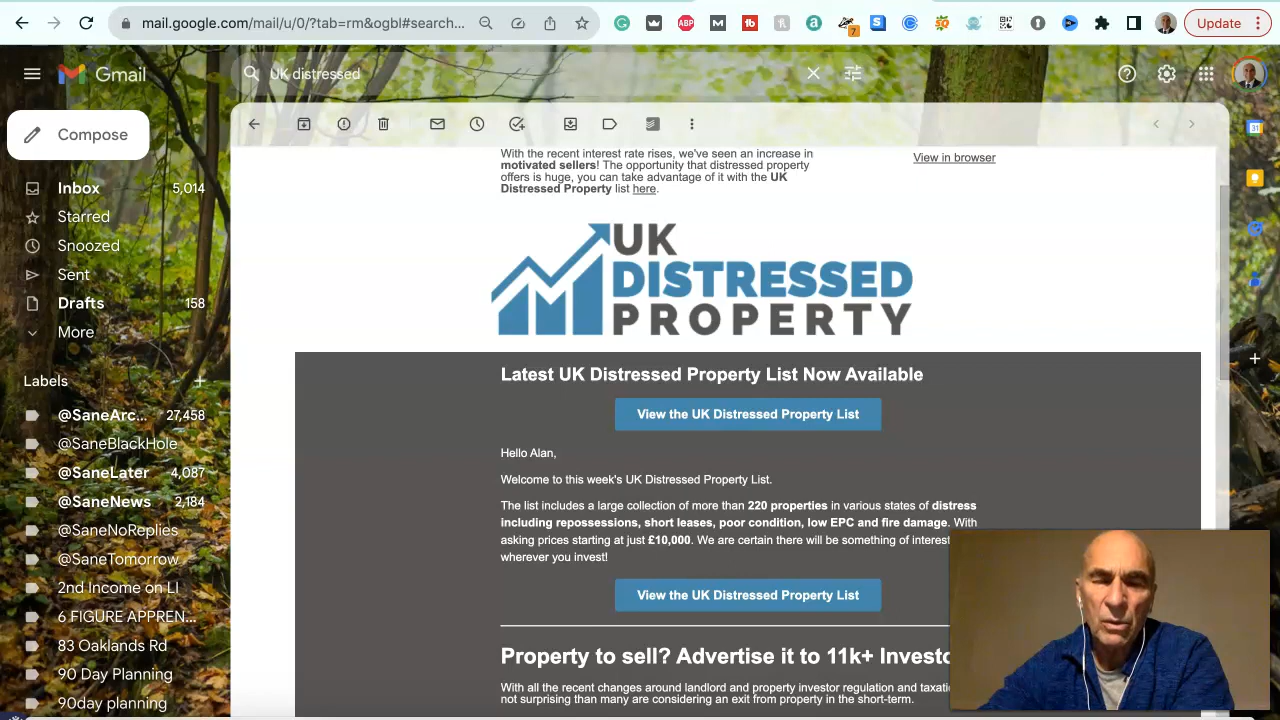 mail.google.com/mail/u/0/?tab=rm&ogbl#search...
ABP
7
Update
Gmail
UK distressed
Compose
Inbox 5,014
Starred
Snoozed
Sent
Drafts 158
More
Labels
@SaneArc... 27,458
@SaneBlackHole
@SaneLater 4,087
@SaneNews 2,184
@SaneNoReplies
@SaneTomorrow
2nd Income on LI
6 FIGURE APPREN...
83 Oaklands Rd
90 Day Planning
90day planning
With the recent interest rate rises, we've seen an increase in
motivated sellers! The opportunity that distressed property
offers is huge, you can take advantage of it with the UK
Distressed Property list here.
View in browser
UK
DISTRESSED
PROPERTY
Latest UK Distressed Property List Now Available
View the UK Distressed Property List
Hello Alan,
Welcome to this week's UK Distressed Property List.
The list includes a large collection of more than 220 properties in various states of distress
including repossessions, short leases, poor condition, low EPC and fire damage. With
asking prices starting at just £10,000. We are certain there will be something of interest
wherever you invest!
View the UK Distressed Property List
Property to sell? Advertise it to 11k+ Investo
With all the recent changes around landlord and property investor regulation and taxati
not surprising than many are considering an exit from property in the short-term.
31